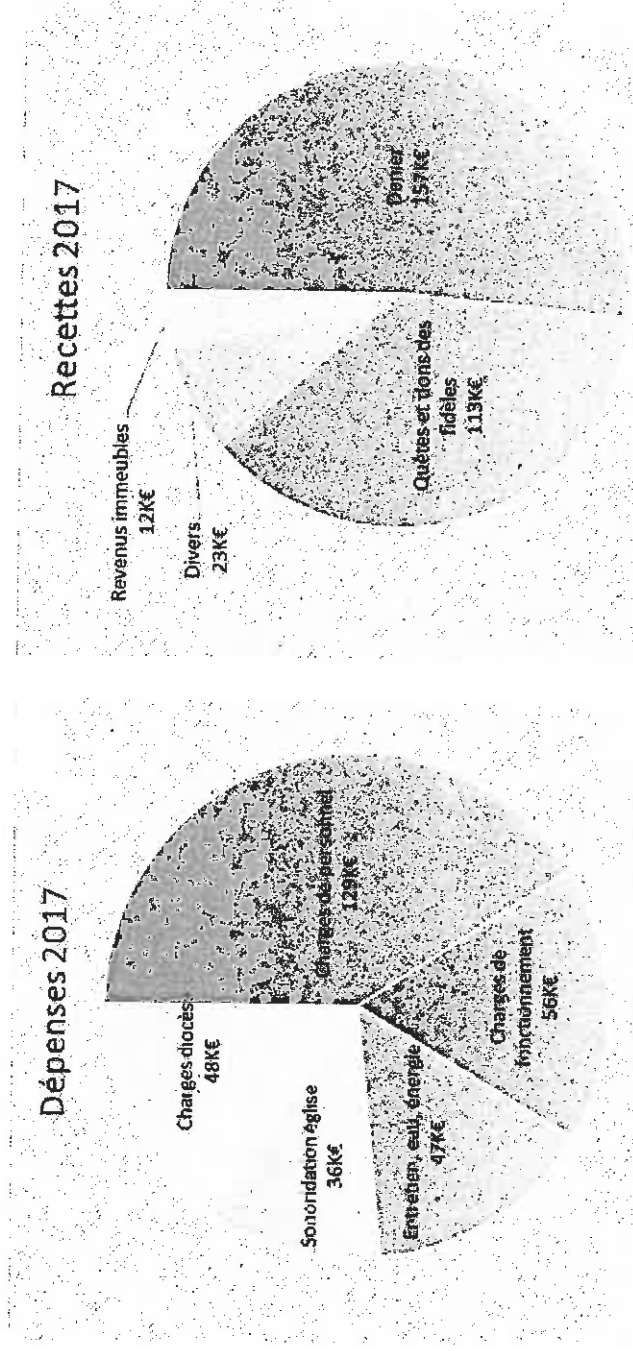 Dépenses 2017
Charges diocès
48K€
Sonoridation église
36K€
Entretien, eau, énergie
47K€
Charges de
fonctionnement
56K€
Charges de personnel
129K€
Recettes 2017
Revenus immeubles
12K€
Divers
23K€
Quêtes et dons des
fidèles
113K€
Denier
157K€